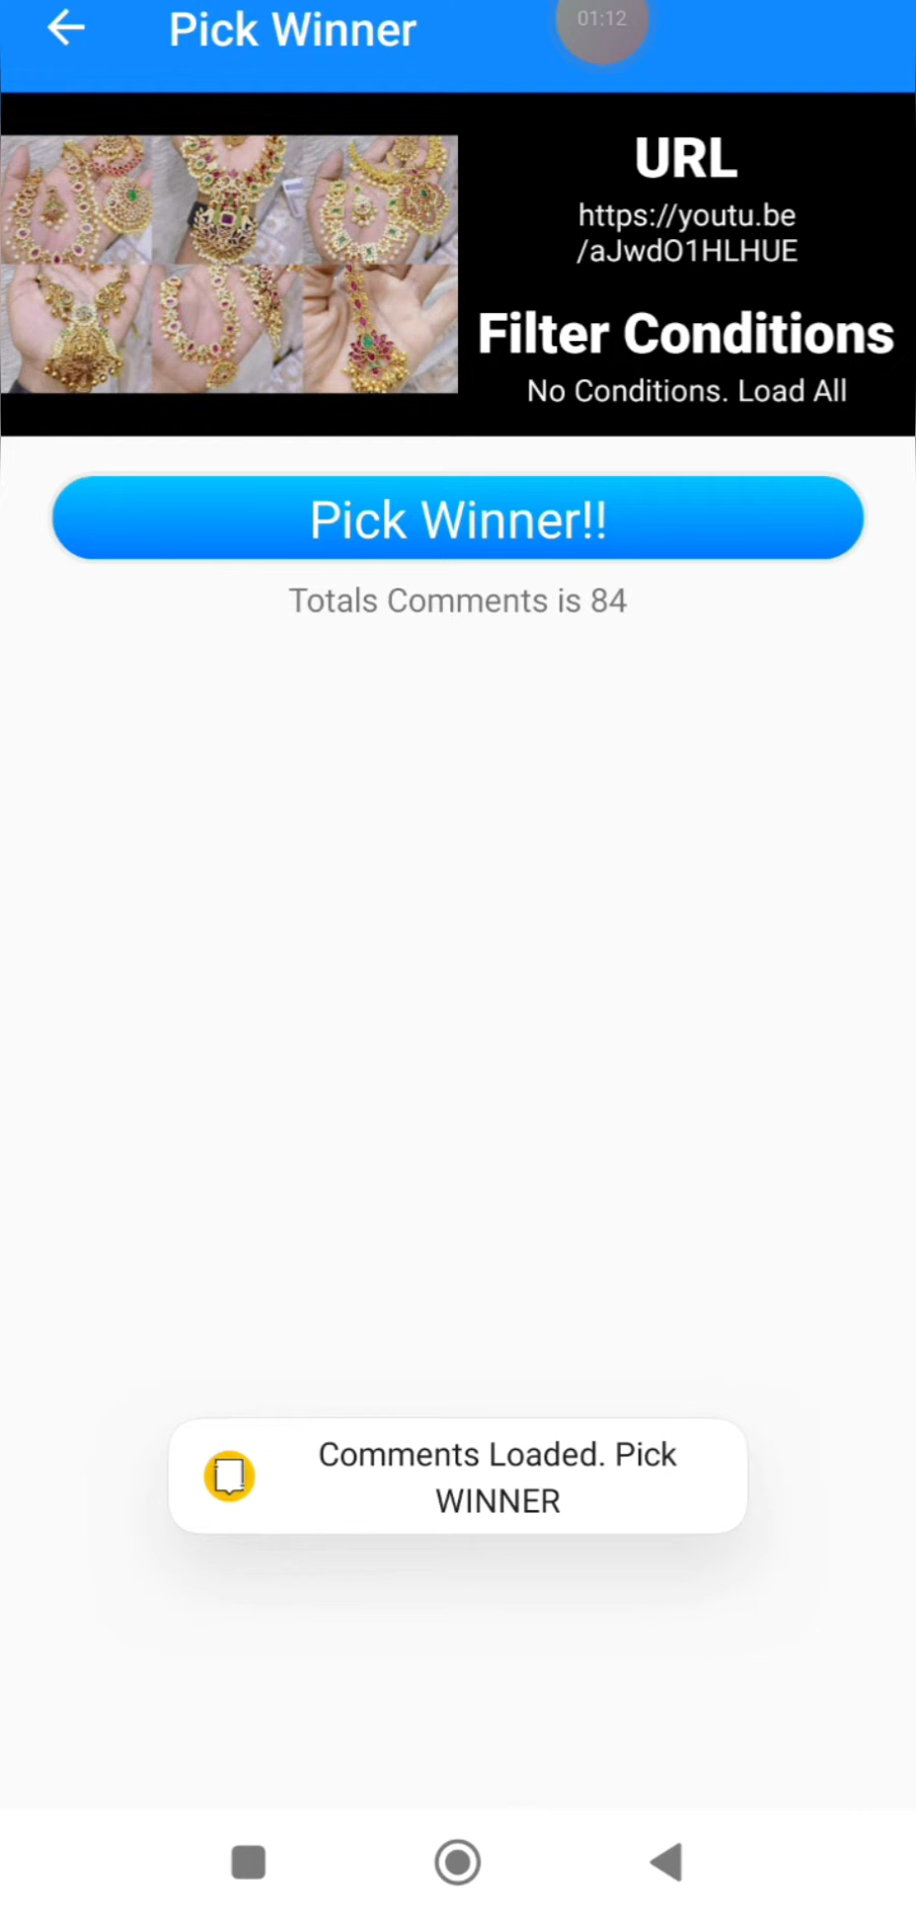 Pick Winner
01:12
URL
https://youtu.be
/aJwdO1HLHUE
Filter Conditions
No Conditions. Load All
Pick Winner!!
Totals Comments is 84
Comments Loaded. Pick
WINNER